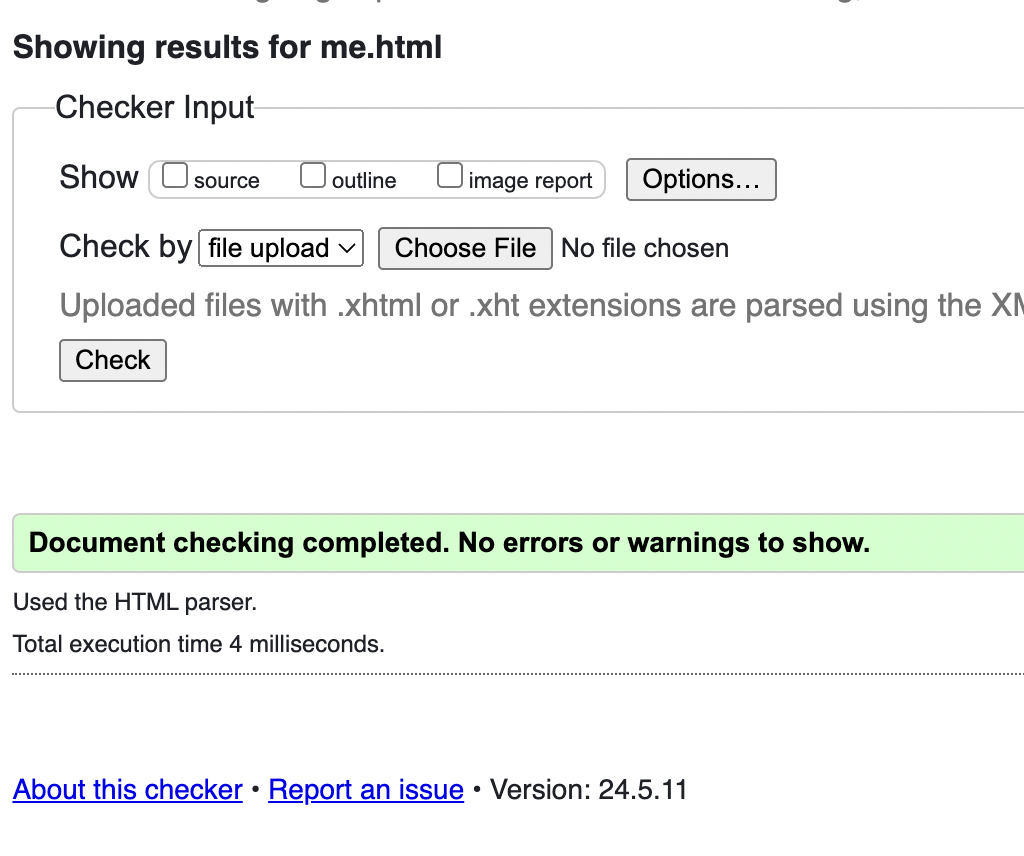 Showing results for me.html
Checker Input
Show source outline image report Options…
Check by file upload Choose File No file chosen
Uploaded files with .xhtml or .xht extensions are parsed using the
Check
Document checking completed. No errors or warnings to show.
Used the HTML parser.
Total execution time 4 milliseconds.
About this checker • Report an issue • Version: 24.5.11